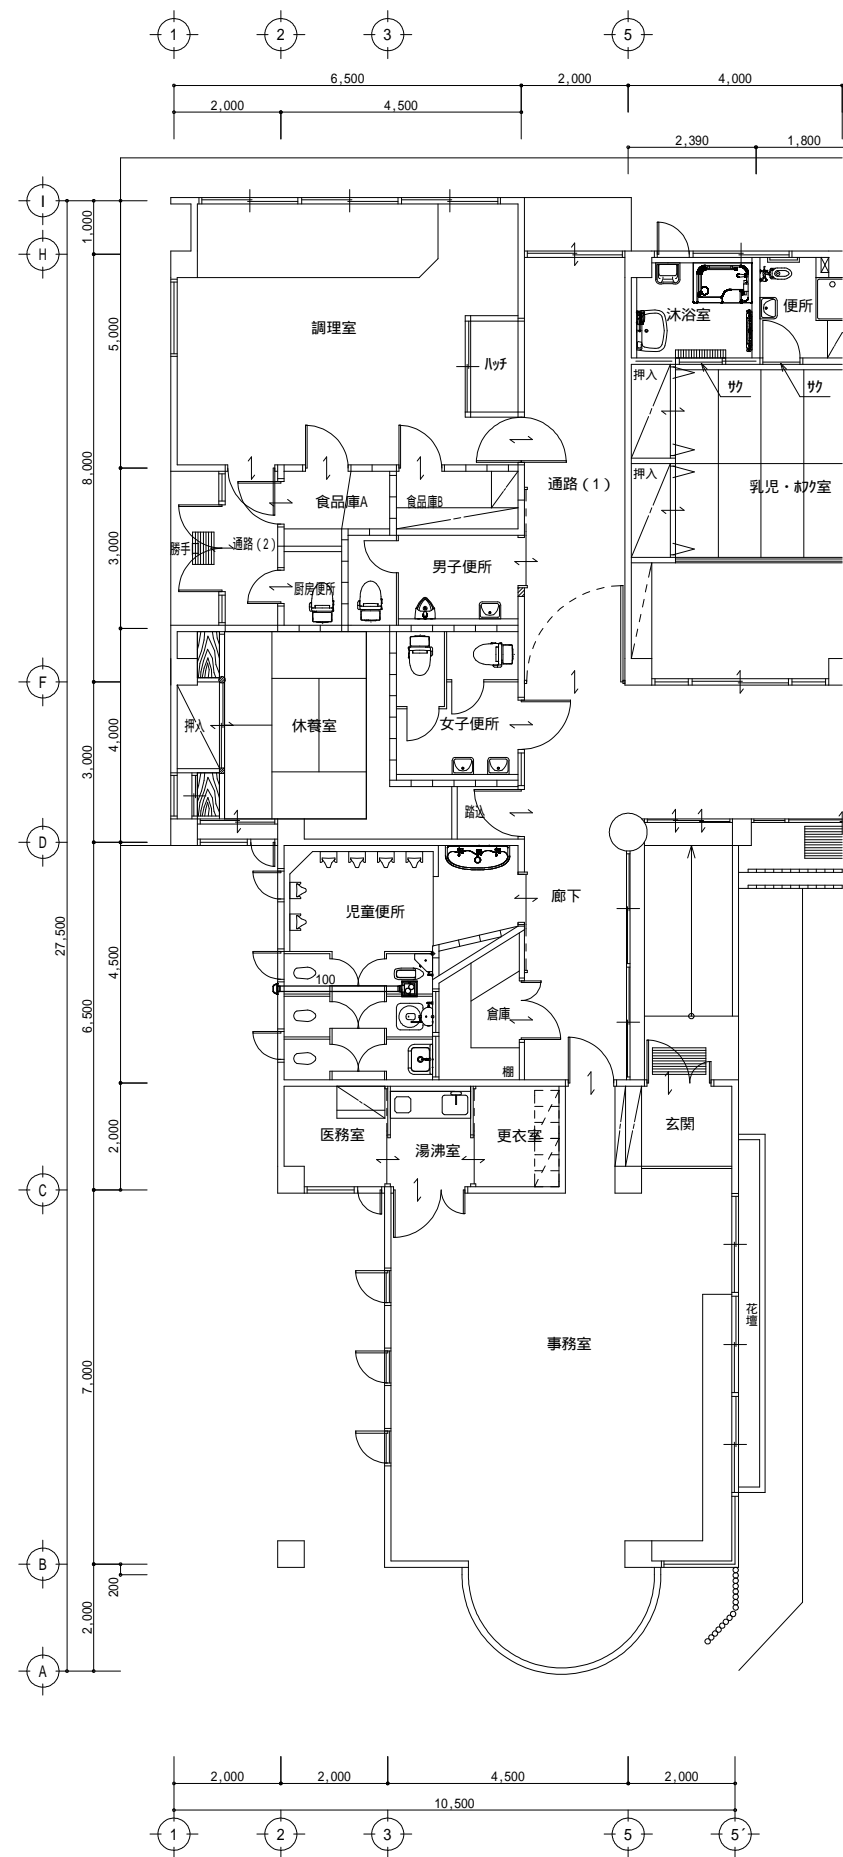 1 2 3 5
6,500 2,000 4,000
2,000 4,500
2,390 1,800
I
1,000
H
5,000
調理室
ハッチ
沐浴室
便所
押入
サク
サク
8,000
押入
乳児・ホフク室
通路(1)
食品庫A
食品庫B
3,000
勝手
通路(2)
男子便所
厨房便所
F
押入
休養室
女子便所
3,000
4,000
踏込
D
27,500
児童便所
廊下
6,500
4,500
100
倉庫
棚
2,000
医務室
湯沸室
更衣室
玄関
C
7,000
事務室
花壇
B
200
2,000
A
2,000 2,000 4,500 2,000
10,500
1 2 3 5 5´